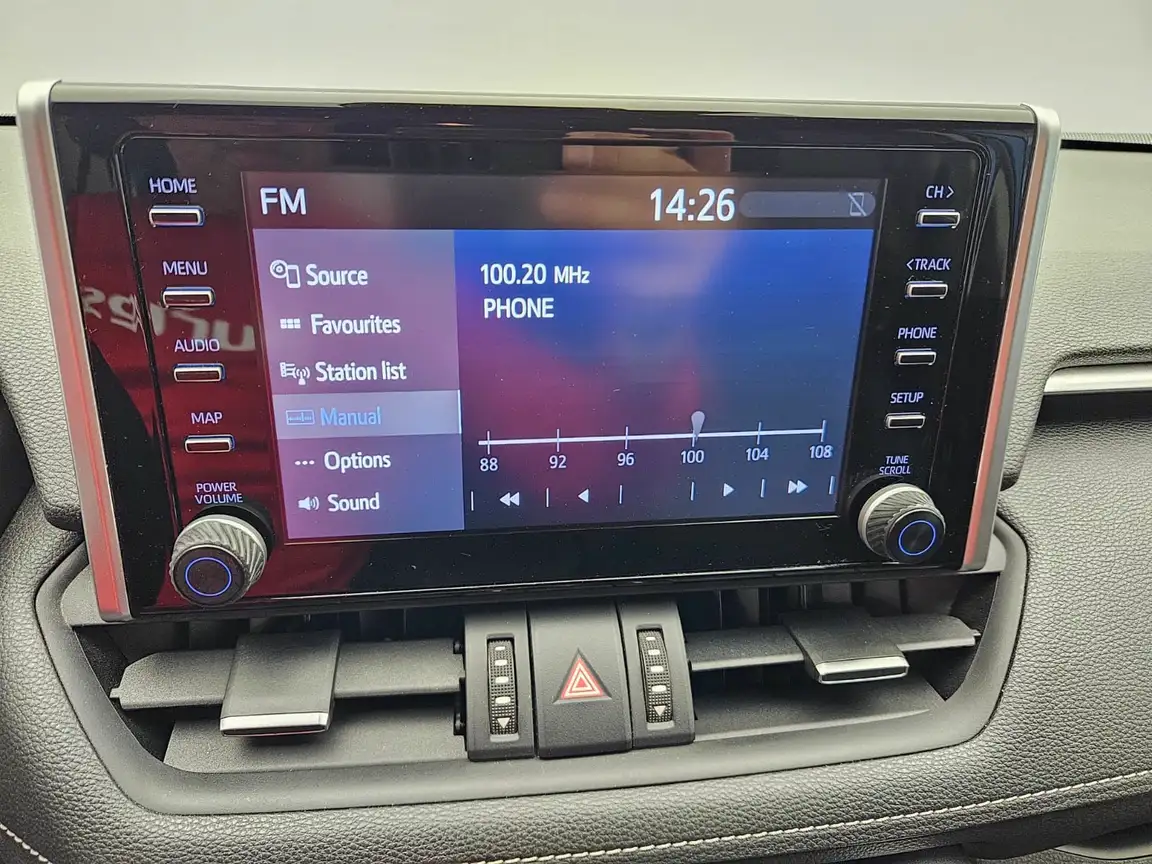 HOME
MENU
AUDIO
MAP
POWER
VOLUME
FM
14:26
Source
Favourites
Station list
Manual
Options
Sound
100.20 MHz
PHONE
88 92 96 100 104 108
CH>
<TRACK
PHONE
SETUP
TUNE
SCROLL